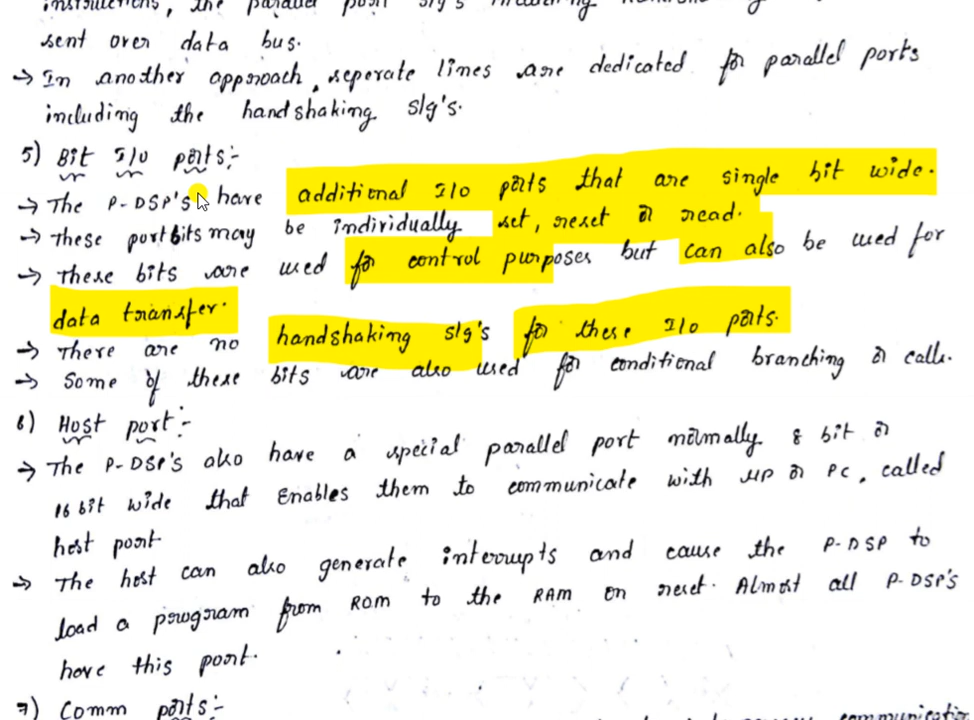 instructions, the parallel port s/g's including
sent over data bus.
→ In another approach, seperate lines are dedicated for parallel ports
including the handshaking s/g's.
5) Bit I/O ports:-
→ The P-DSP's have additional I/O ports that are single bit wide.
→ These port bits may be individually set, reset or read.
→ These bits are used for control purposes but can also be used for
data transfer.
→ There are no handshaking s/g's for these I/O ports.
→ Some of these bits are also used for conditional branching or calls.
6) Host port:-
→ The P-DSP's also have a special parallel port normally 8 bit or
16 bit wide that Enables them to communicate with μP or PC, called
host port
→ The host can also generate interrupts and cause the P-DSP to
load a program from ROM to the RAM on reset. Almost all P-DSP's
have this port.
7) Comm ports:-
communication